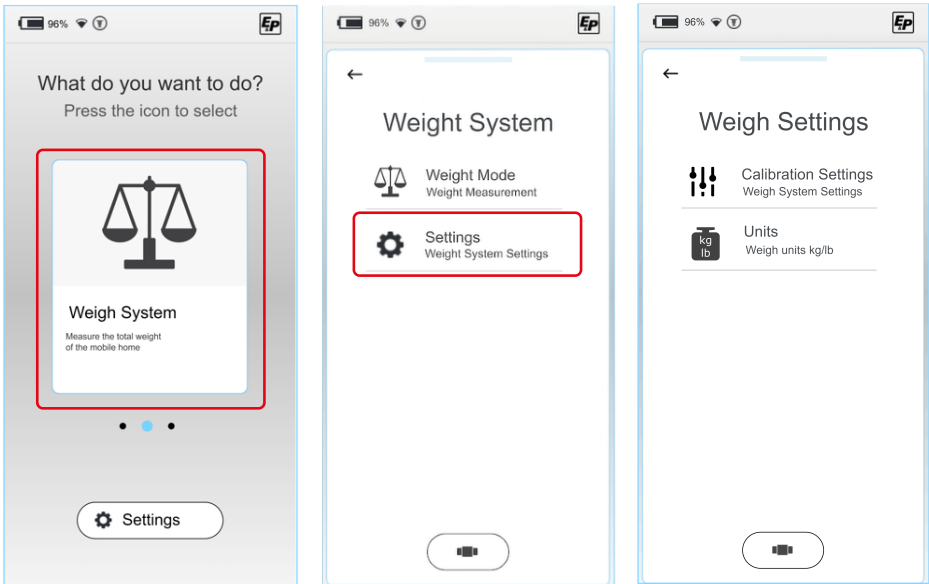 96%
EP
What do you want to do?
Press the icon to select
Weigh System
Measure the total weight
of the mobile home
Settings
96%
EP
Weight System
Weight Mode
Weight Measurement
Settings
Weight System Settings
96%
EP
Weigh Settings
Calibration Settings
Weigh System Settings
kg
lb
Units
Weigh units kg/lb